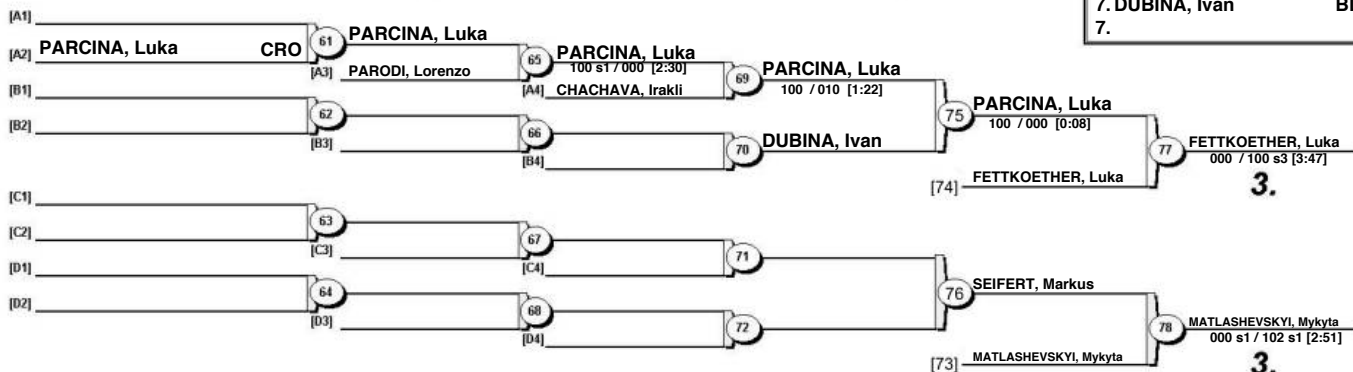 7. DUBINA, Ivan
7.
[A1]
[A2] PARCINA, Luka CRO
61
PARCINA, Luka
[A3] PARODI, Lorenzo
65
PARCINA, Luka
100 s1 / 000 [2:30]
[A4] CHACHAVA, Irakli
69
PARCINA, Luka
100 / 010 [1:22]
[B1]
[B2]
62
[B3]
66
[B4]
70
DUBINA, Ivan
75
PARCINA, Luka
100 / 000 [0:08]
[74] FETTKOETHER, Luka
77
FETTKOETHER, Luka
000 / 100 s3 [3:47]
3.
[C1]
[C2]
63
[C3]
67
[C4]
71
[D1]
[D2]
64
[D3]
68
[D4]
72
76
SEIFERT, Markus
[73] MATLASHEVSKYI, Mykyta
78
MATLASHEVSKYI, Mykyta
000 s1 / 102 s1 [2:51]
3.